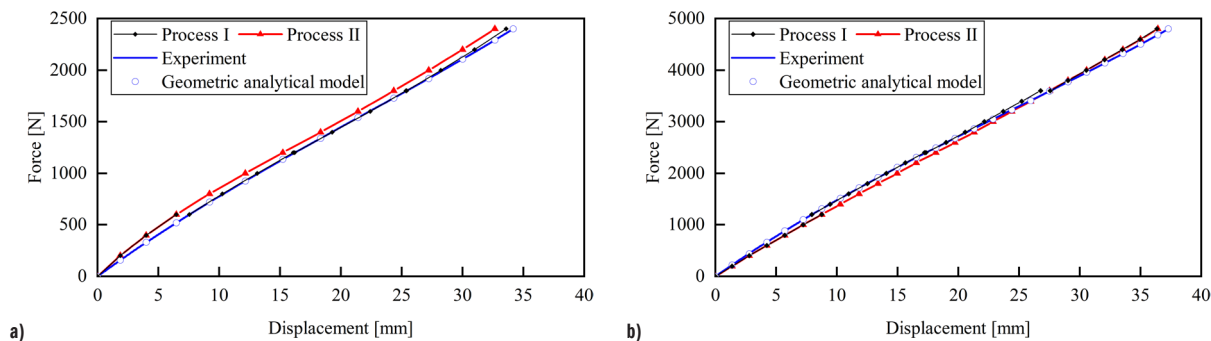 2500
2000
1500
1000
500
0
Force [N]
Process I Process II
Experiment
Geometric analytical model
0 5 10 15 20 25 30 35 40
Displacement [mm]
a)
5000
4000
3000
2000
1000
0
Force [N]
Process I Process II
Experiment
Geometric analytical model
0 5 10 15 20 25 30 35 40
Displacement [mm]
b)